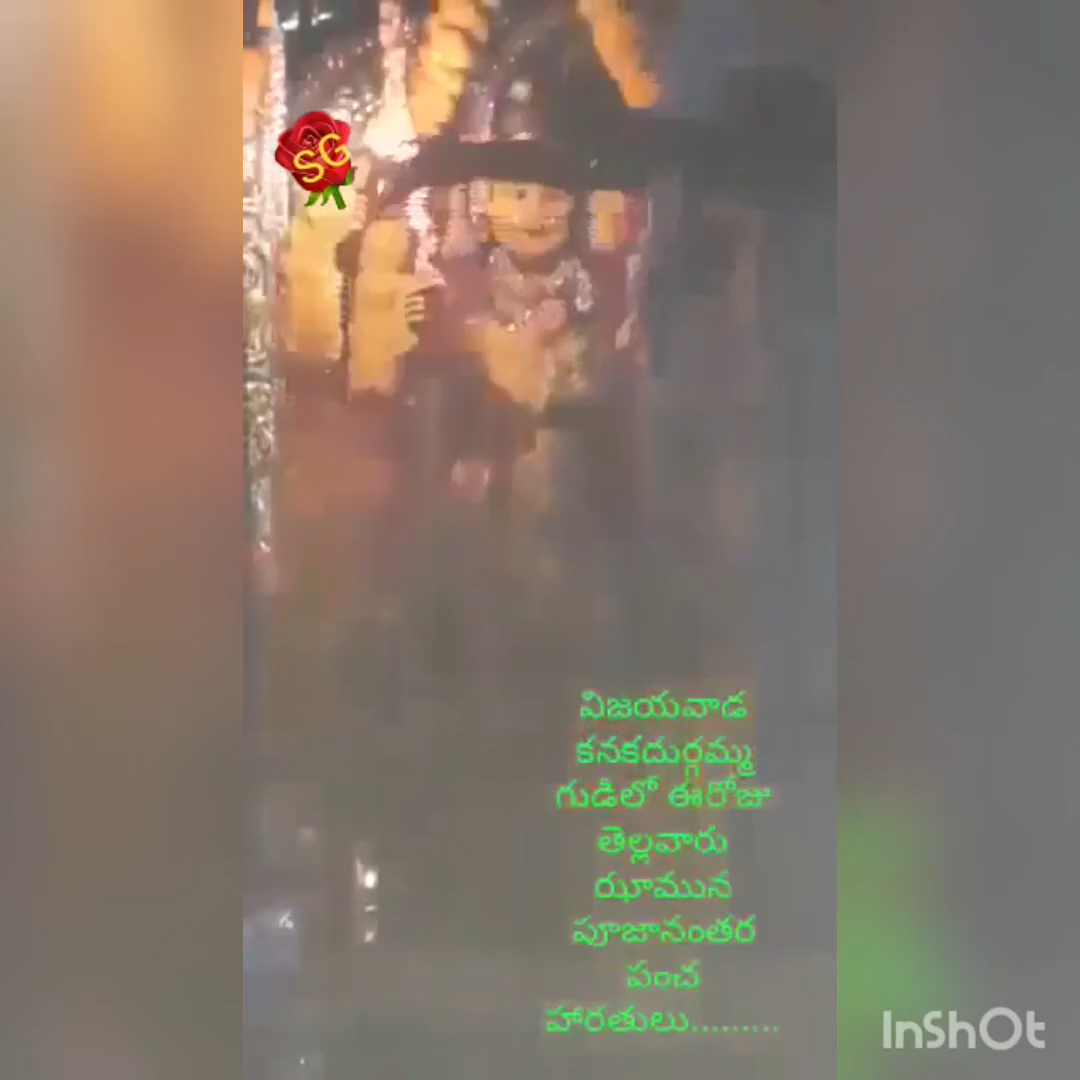 SG
విజయవాడ
కనకదుర్గమ్మ
గుడిలో ఈరోజు
తెల్లవారు
ఝామున
పూజానంతర
పంచ
హారతులు.........
InShOt